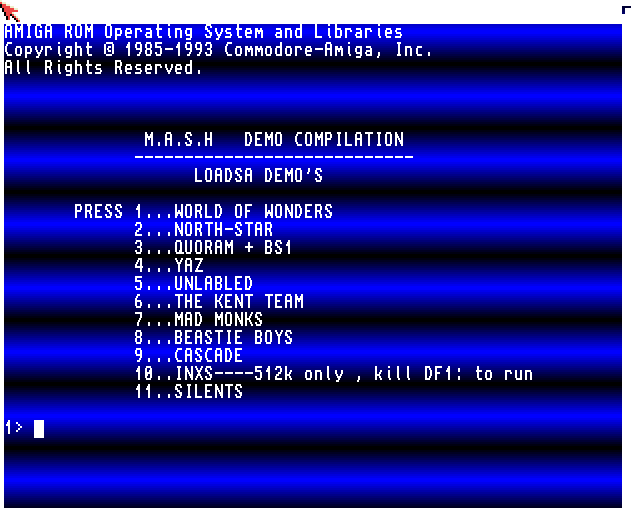 AMIGA ROM Operating System and Libraries
Copyright © 1985-1993 Commodore-Amiga, Inc.
All Rights Reserved.
M.A.S.H DEMO COMPILATION
----------------------------
LOADSA DEMO'S
PRESS 1...WORLD OF WONDERS
2...NORTH-STAR
3...QUORAM + BS1
4...YAZ
5...UNLABLED
6...THE KENT TEAM
7...MAD MONKS
8...BEASTIE BOYS
9...CASCADE
10..INXS----512k only , kill DF1: to run
11..SILENTS
1>